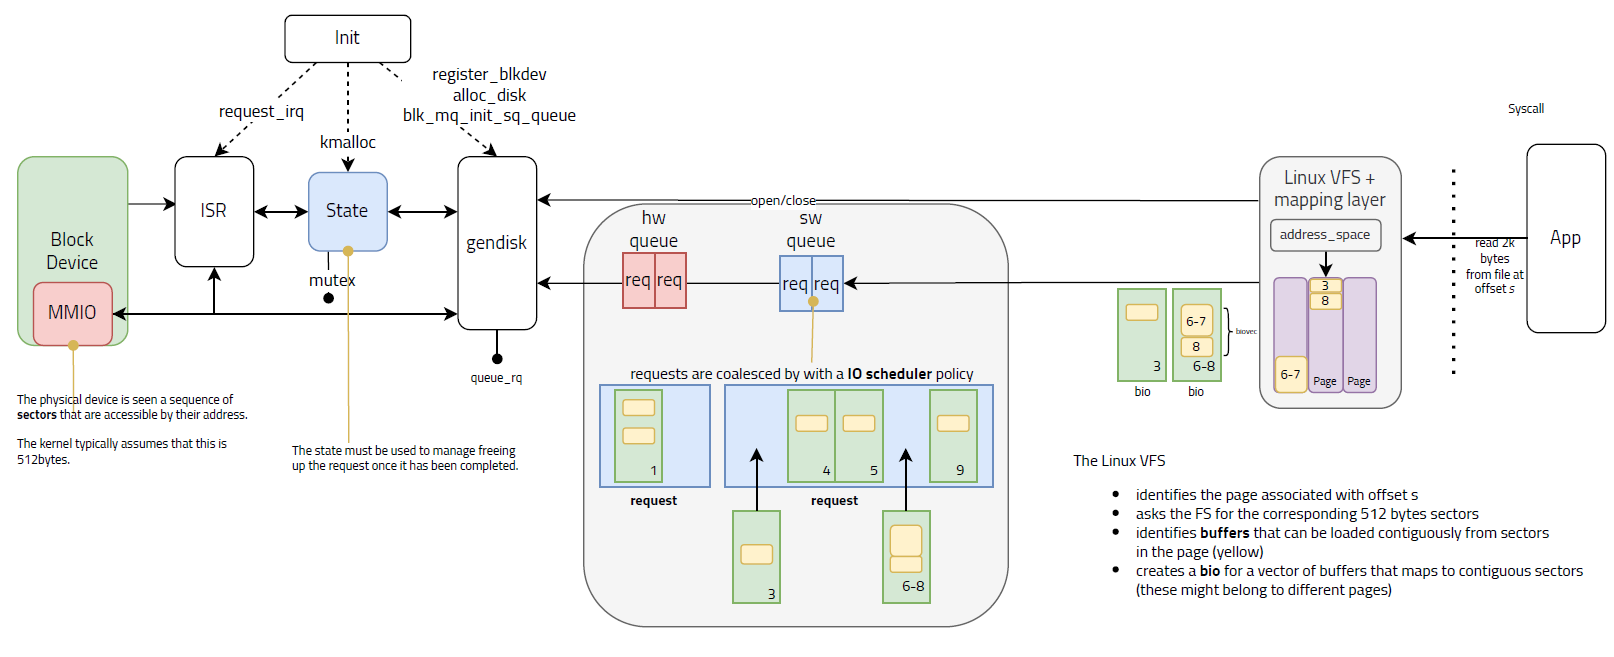 Init
register_blkdev
alloc_disk
blk_mq_init_sq_queue
request_irq
kmalloc
Syscall
Block
Device
MMIO
ISR
State
mutex
gendisk
queue_rq
open/close
hw
queue
req req
sw
queue
req req
Linux VFS +
mapping layer
address_space
3
8
6-7
Page
Page
App
read 2k
bytes
from file at
offset s
3
bio
6-7
8
6-8
bio
biovec
The physical device is seen a sequence of
sectors that are accessible by their address.
The kernel typically assumes that this is
512bytes.
The state must be used to manage freeing
up the request once it has been completed.
requests are coalesced by with a IO scheduler policy
1
request
4
5
9
request
3
6-8
The Linux VFS
• identifies the page associated with offset s
• asks the FS for the corresponding 512 bytes sectors
• identifies buffers that can be loaded contiguously from sectors
in the page (yellow)
• creates a bio for a vector of buffers that maps to contiguous sectors
(these might belong to different pages)